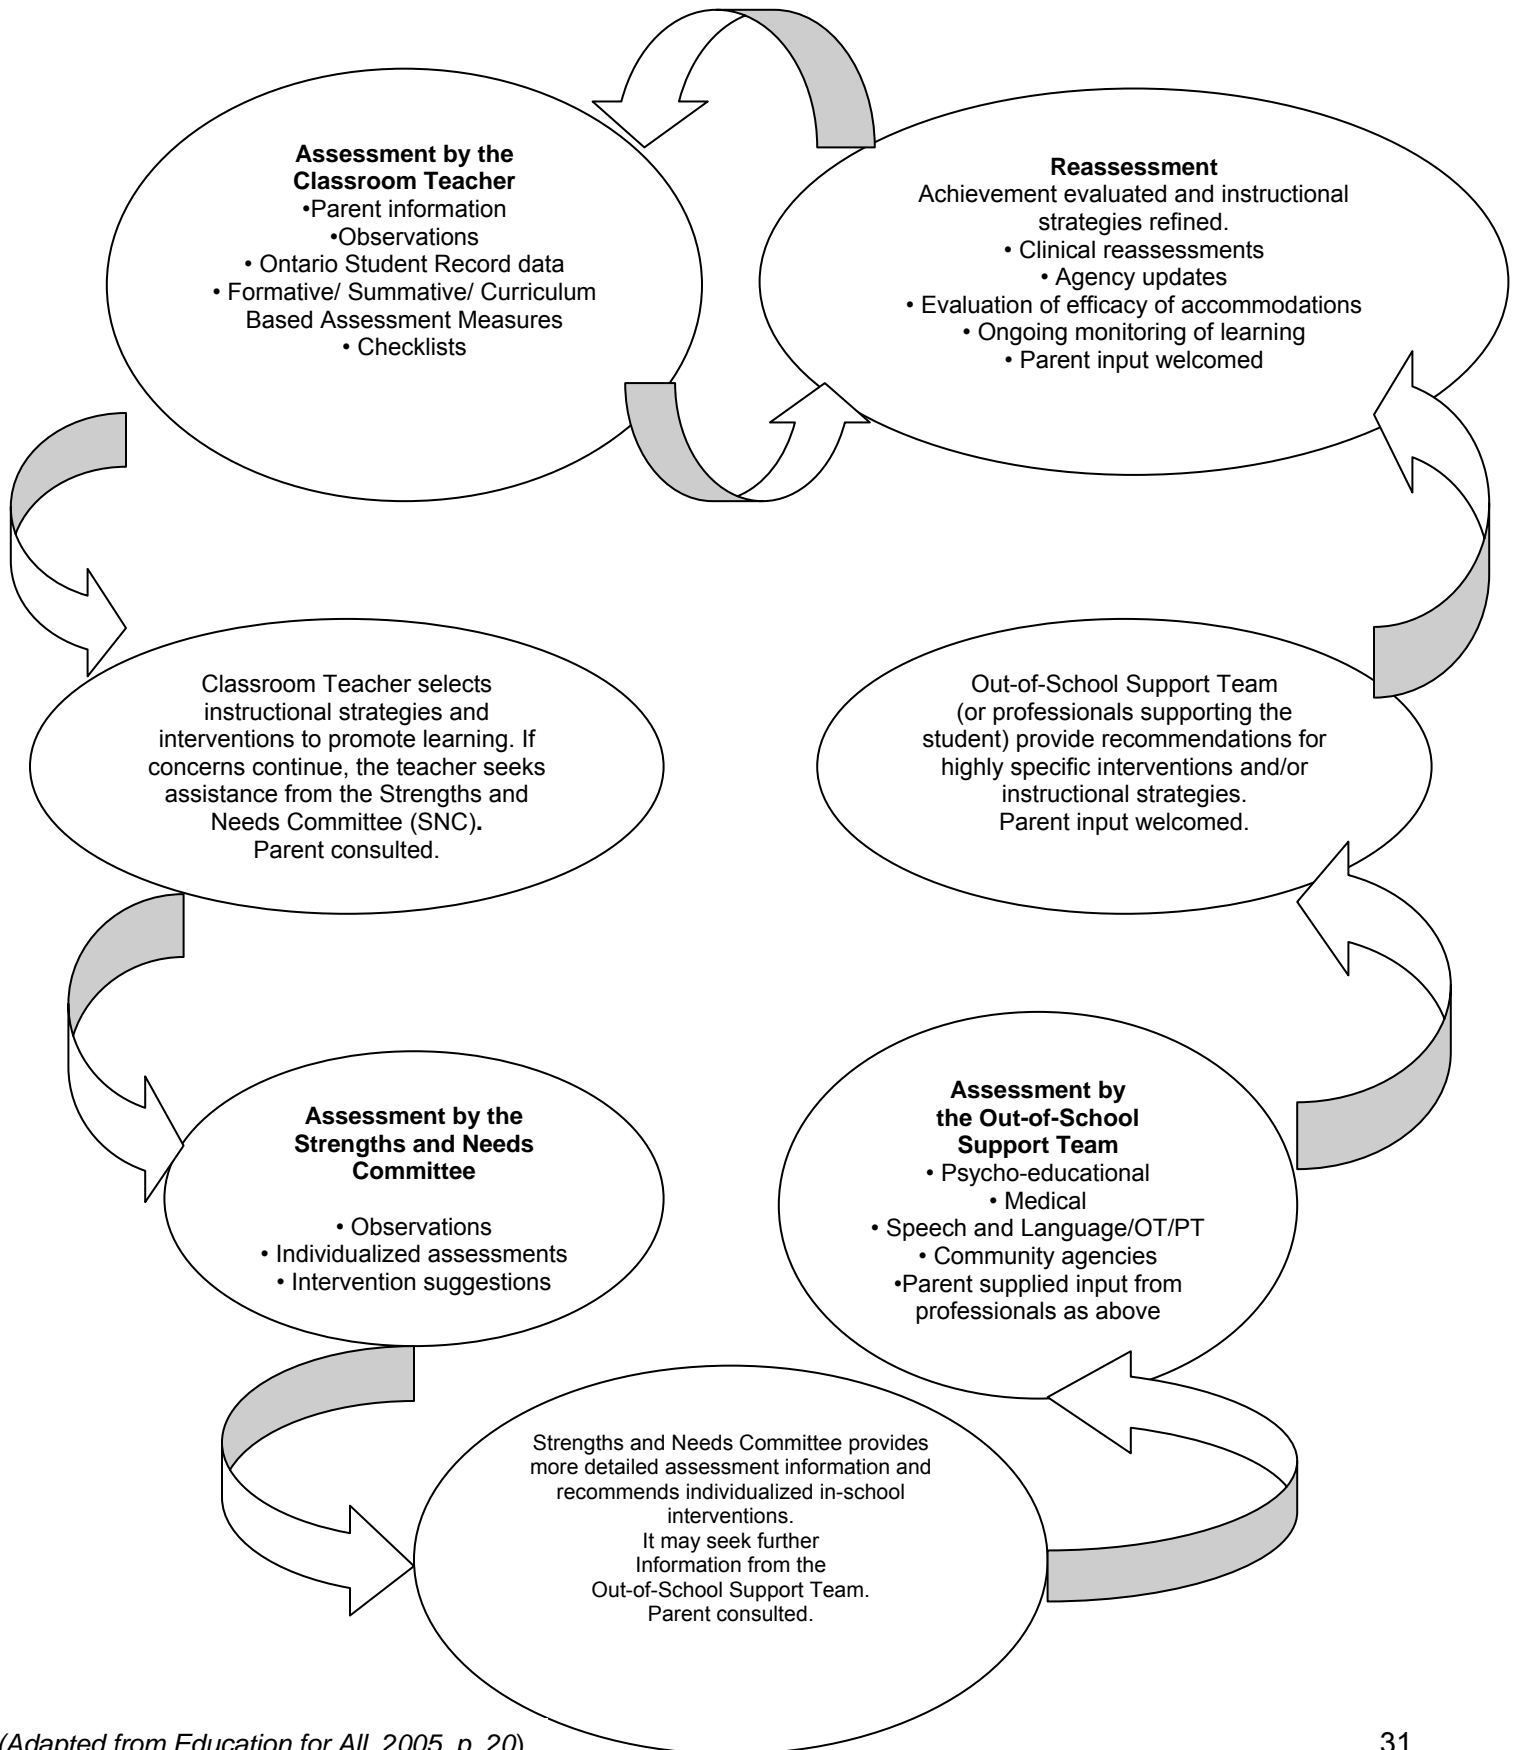 Assessment by the
Classroom Teacher
•Parent information
•Observations
• Ontario Student Record data
• Formative/ Summative/ Curriculum
Based Assessment Measures
• Checklists
Reassessment
Achievement evaluated and instructional
strategies refined.
• Clinical reassessments
• Agency updates
• Evaluation of efficacy of accommodations
• Ongoing monitoring of learning
• Parent input welcomed
Classroom Teacher selects
instructional strategies and
interventions to promote learning. If
concerns continue, the teacher seeks
assistance from the Strengths and
Needs Committee (SNC).
Parent consulted.
Out-of-School Support Team
(or professionals supporting the
student) provide recommendations for
highly specific interventions and/or
instructional strategies.
Parent input welcomed.
Assessment by the
Strengths and Needs
Committee
• Observations
• Individualized assessments
• Intervention suggestions
Assessment by
the Out-of-School
Support Team
• Psycho-educational
• Medical
• Speech and Language/OT/PT
• Community agencies
•Parent supplied input from
professionals as above
Strengths and Needs Committee provides
more detailed assessment information and
recommends individualized in-school
interventions.
It may seek further
Information from the
Out-of-School Support Team.
Parent consulted.
(Adapted from Education for All, 2005, p. 20)
31